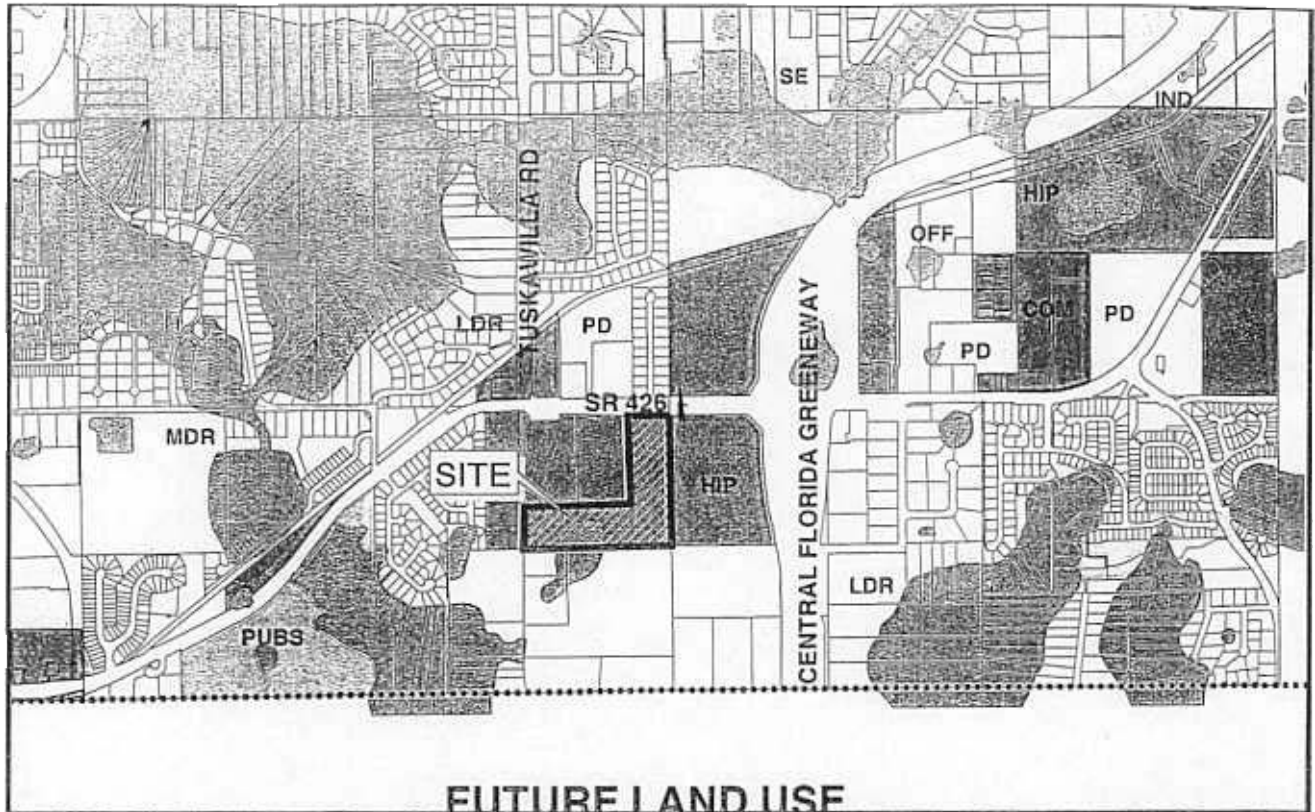 SE
IND
TUSKAWILLA RD
HIP
OFF
LDR
PD
COM
PD
PD
CENTRAL FLORIDA GREENEWAY
SR 426
MDR
SITE
HIP
LDR
PUBS
FUTURE LAND USE